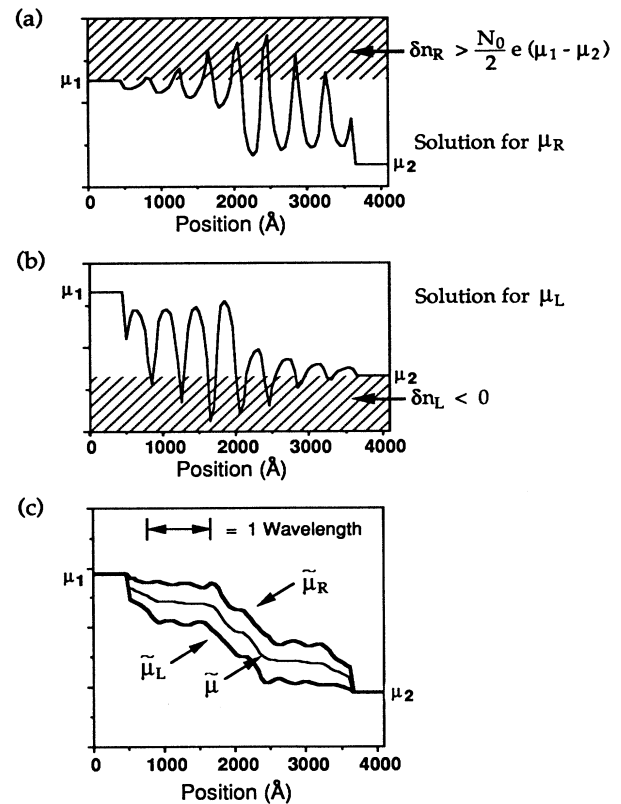 (a)
δn_R > N_0/2 e (μ_1 - μ_2)
μ_1
Solution for μ_R
μ_2
0 1000 2000 3000 4000
Position (Å)
(b)
μ_1
Solution for μ_L
μ_2
δn_L < 0
0 1000 2000 3000 4000
Position (Å)
(c)
= 1 Wavelength
μ_1
μ̃_R
μ̃_L
μ̃
μ_2
0 1000 2000 3000 4000
Position (Å)